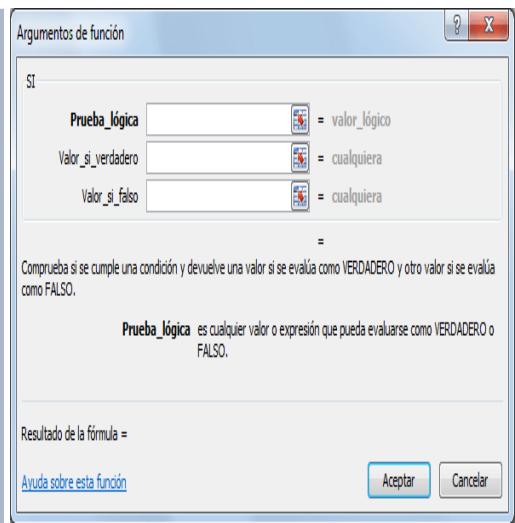 Argumentos de función
? X
SI
Prueba_lógica = valor_lógico
Valor_si_verdadero = cualquiera
Valor_si_falso = cualquiera
=
Comprueba si se cumple una condición y devuelve una valor si se evalúa como VERDADERO y otro valor si se evalúa
como FALSO.
Prueba_lógica es cualquier valor o expresión que pueda evaluarse como VERDADERO o
FALSO.
Resultado de la fórmula =
Ayuda sobre esta función
Aceptar Cancelar